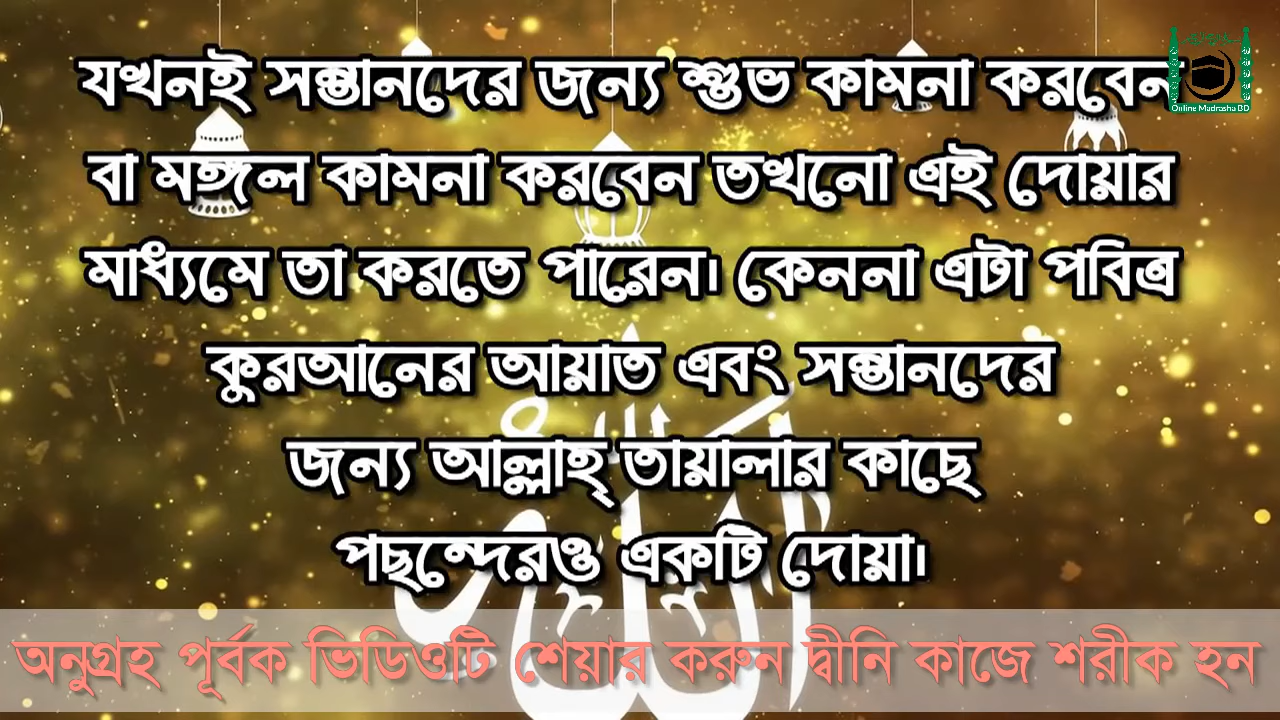 যখনই সন্তানদের জন্য শুভ কামনা করবেন
বা মঙ্গল কামনা করবেন তখনো এই দোয়ার
মাধ্যমে তা করতে পারেন। কেননা এটা পবিত্র
কুরআনের আয়াত এবং সন্তানদের
জন্য আল্লাহ্ তায়ালার কাছে
পছন্দেরও একটি দোয়া।
অনুগ্রহ পূর্বক ভিডিওটি শেয়ার করুন দ্বীনি কাজে শরীক হন
Online Madrasha BD
الله